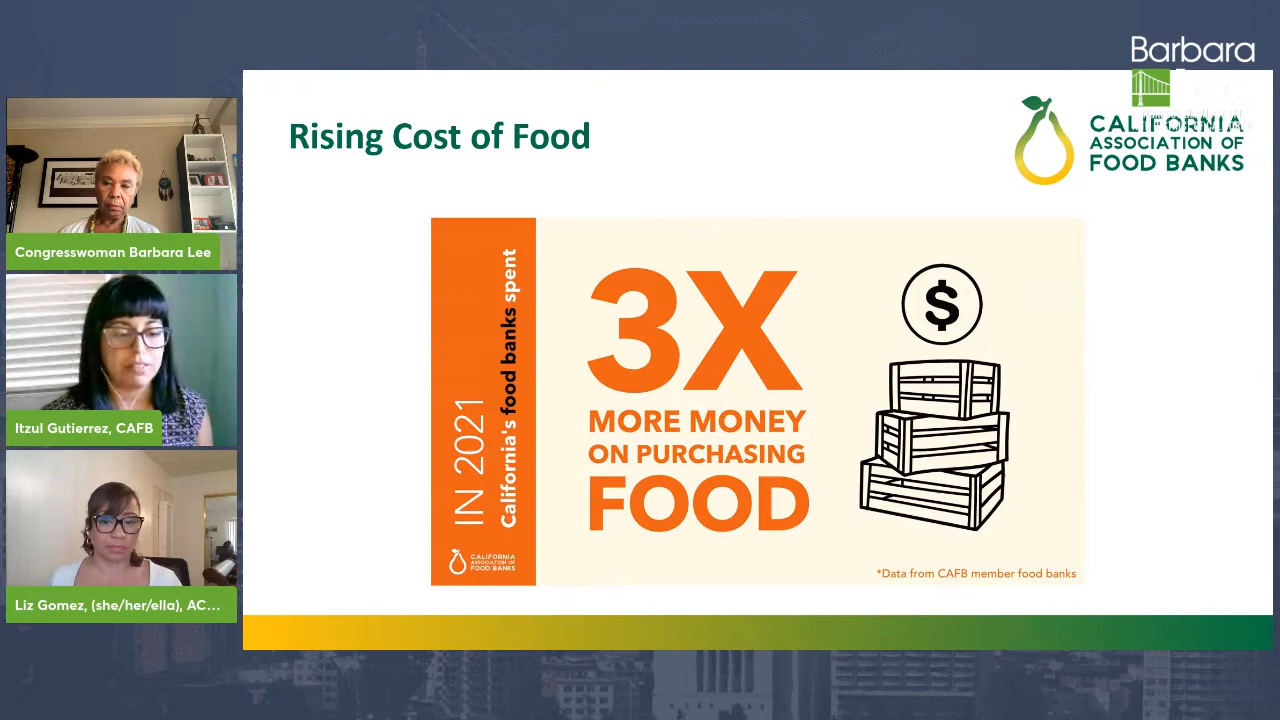 Barbara
Rising Cost of Food
CALIFORNIA
ASSOCIATION OF
FOOD BANKS
Congresswoman Barbara Lee
Itzul Gutierrez, CAFB
Liz Gomez, (she/her/ella), AC...
IN 2021
California's food banks spent
CALIFORNIA
ASSOCIATION OF
FOOD BANKS
3X
MORE MONEY
ON PURCHASING
FOOD
$
*Data from CAFB member food banks